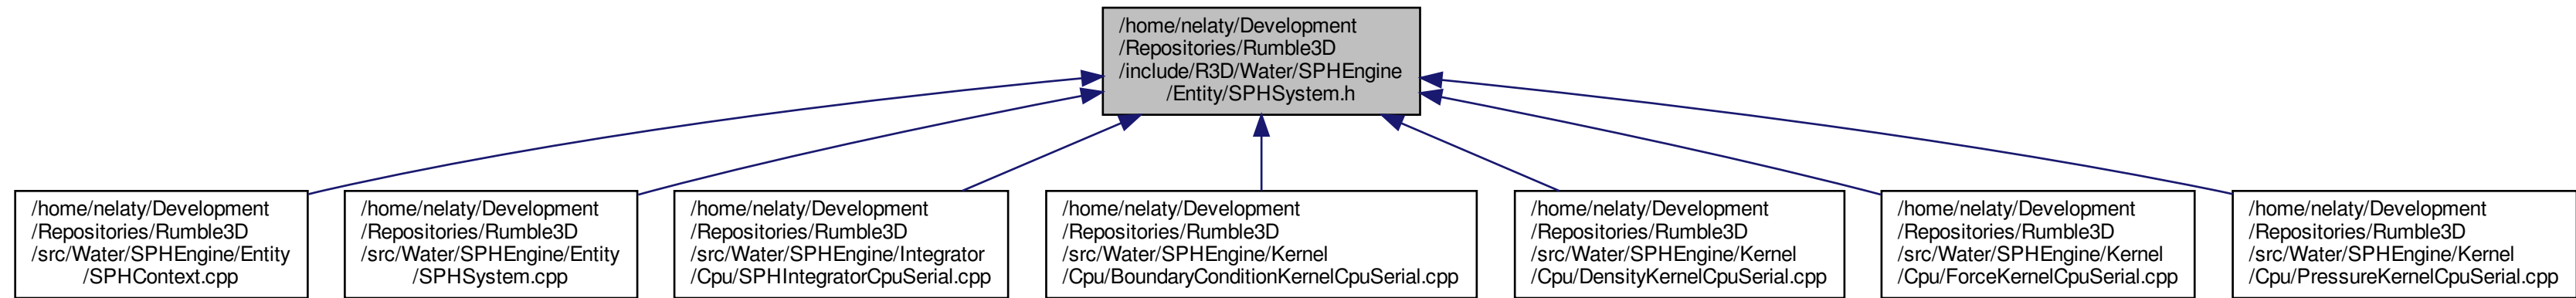 /home/nelaty/Development
/Repositories/Rumble3D
/include/R3D/Water/SPHEngine
/Entity/SPHSystem.h
/home/nelaty/Development
/Repositories/Rumble3D
/src/Water/SPHEngine/Entity
/SPHContext.cpp
/home/nelaty/Development
/Repositories/Rumble3D
/src/Water/SPHEngine/Entity
/SPHSystem.cpp
/home/nelaty/Development
/Repositories/Rumble3D
/src/Water/SPHEngine/Integrator
/Cpu/SPHIntegratorCpuSerial.cpp
/home/nelaty/Development
/Repositories/Rumble3D
/src/Water/SPHEngine/Kernel
/Cpu/BoundaryConditionKernelCpuSerial.cpp
/home/nelaty/Development
/Repositories/Rumble3D
/src/Water/SPHEngine/Kernel
/Cpu/DensityKernelCpuSerial.cpp
/home/nelaty/Development
/Repositories/Rumble3D
/src/Water/SPHEngine/Kernel
/Cpu/ForceKernelCpuSerial.cpp
/home/nelaty/Development
/Repositories/Rumble3D
/src/Water/SPHEngine/Kernel
/Cpu/PressureKernelCpuSerial.cpp